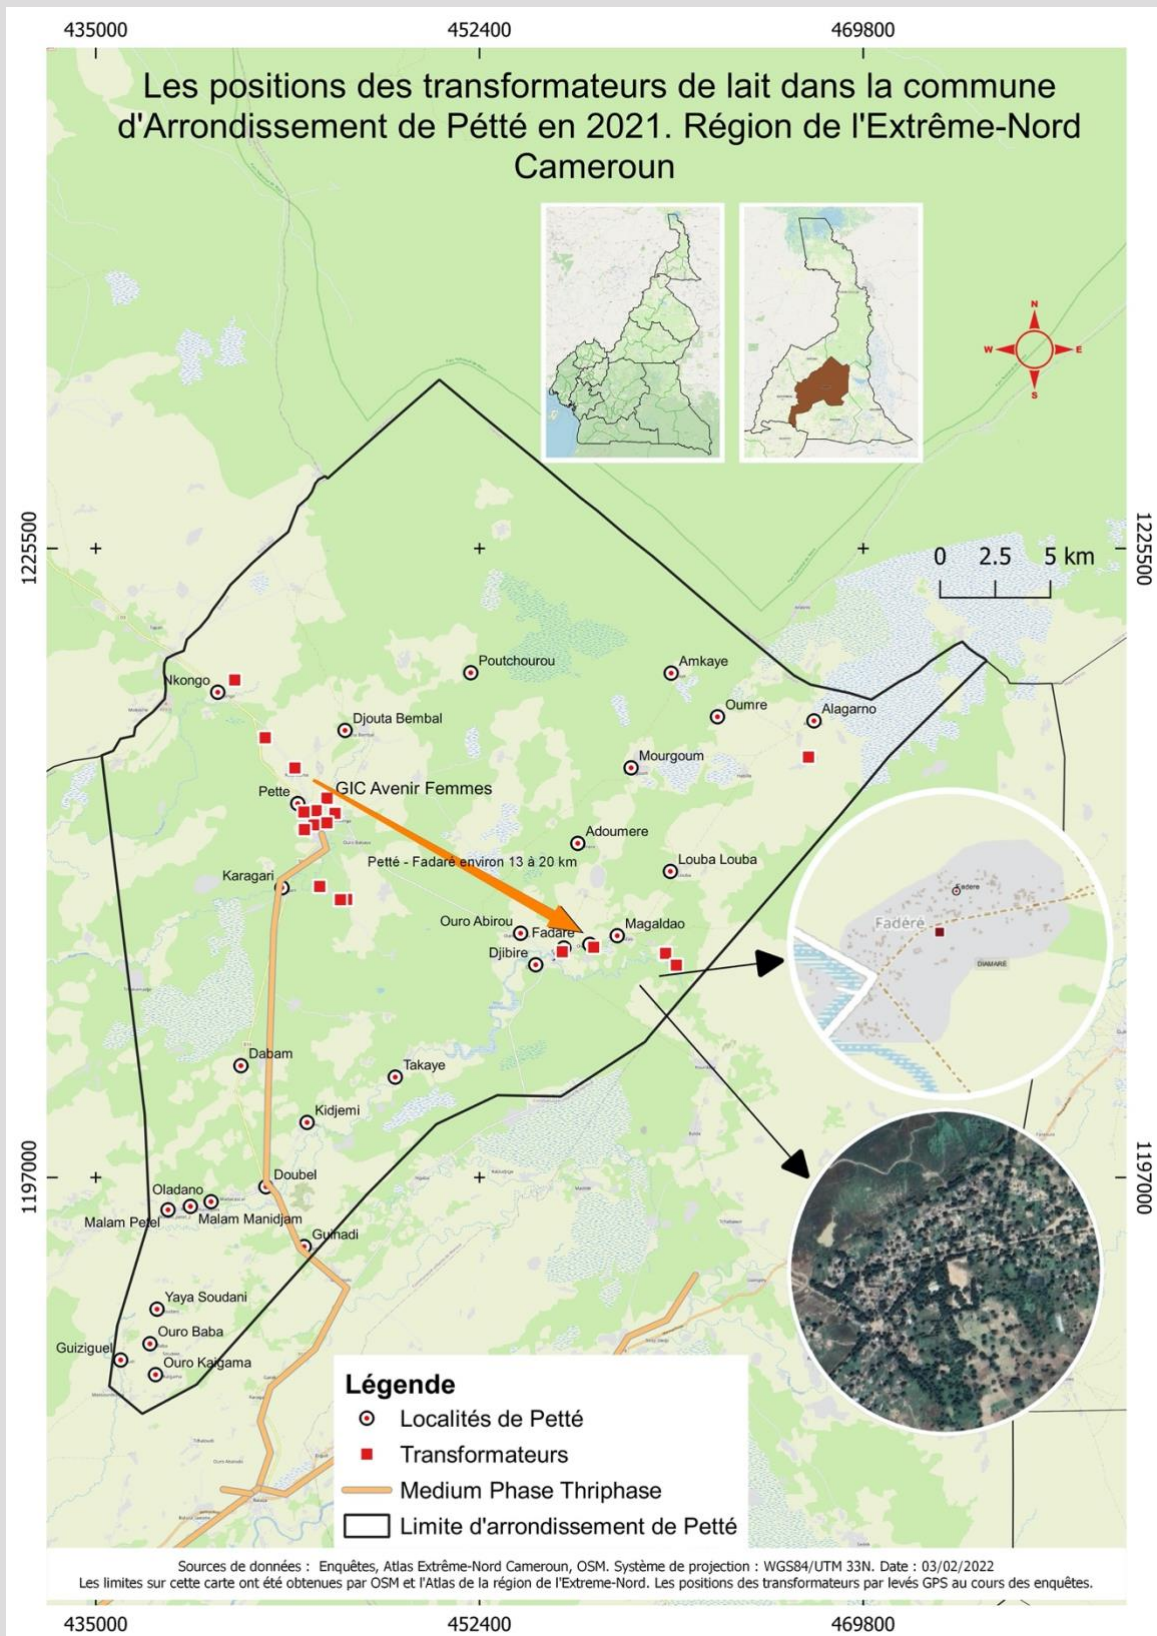 435000
452400
469800
Les positions des transformateurs de lait dans la commune
d'Arrondissement de Pétté en 2021. Région de l'Extrême-Nord
Cameroun
N
W
E
S
1225500
1225500
0 2.5 5 km
Poutchourou
Amkaye
Nkongo
Oumre
Alagarno
Djouta Bembal
Mourgoum
GIC Avenir Femmes
Pette
Adoumere
Petté - Fadaré environ 13 à 20 km
Louba Louba
Karagari
Fadere
Ouro Abirou
Fadare
Magaldao
Fadéré
Djibire
DIAMARÉ
Dabam
Takaye
Kidjemi
1197000
1197000
Doubel
Oladano
Malam Petel
Malam Manidjam
Guihadi
Yaya Soudani
Ouro Baba
Guiziguel
Ouro Kaigama
Légende
Localités de Petté
Transformateurs
Medium Phase Thriphase
Limite d'arrondissement de Petté
Sources de données : Enquêtes, Atlas Extrême-Nord Cameroun, OSM. Système de projection : WGS84/UTM 33N. Date : 03/02/2022
Les limites sur cette carte ont été obtenues par OSM et l'Atlas de la région de l'Extreme-Nord. Les positions des transformateurs par levés GPS au cours des enquêtes.
435000
452400
469800